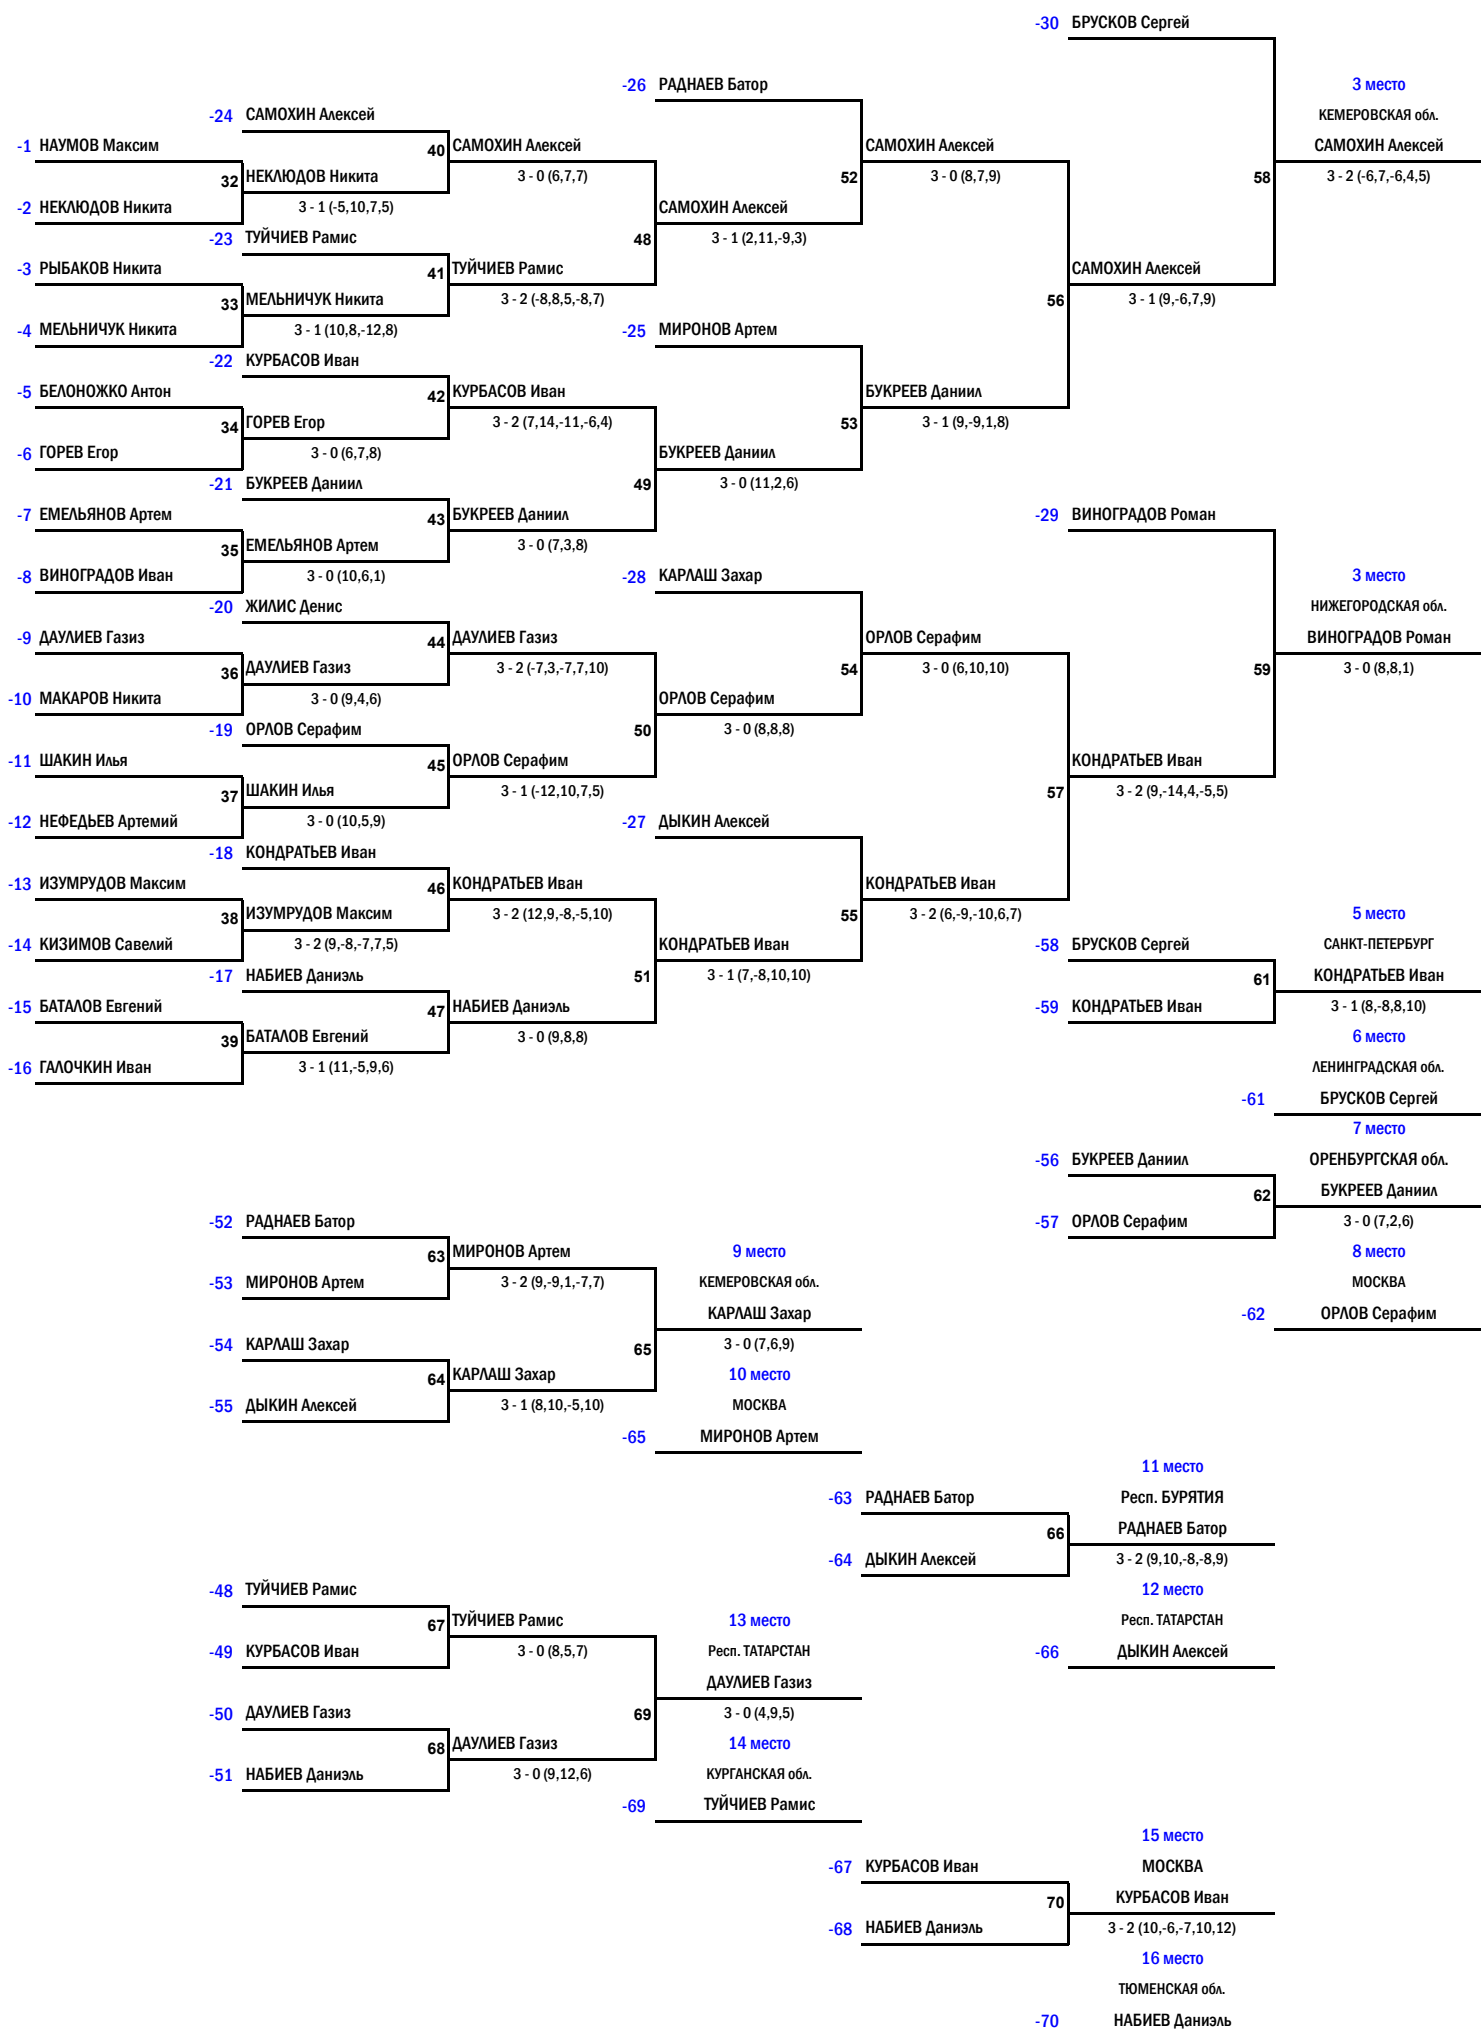 -30 БРУСКОВ Сергей
-26 РАДНАЕВ Батор 3 место
-24 САМОХИН Алексей КЕМЕРОВСКАЯ обл.
-1 НАУМОВ Максим 40 САМОХИН Алексей САМОХИН Алексей САМОХИН Алексей
32 НЕКЛЮДОВ Никита 3 - 0 (6,7,7) 52 3 - 0 (8,7,9) 58 3 - 2 (-6,7,-6,4,5)
-2 НЕКЛЮДОВ Никита 3 - 1 (-5,10,7,5) САМОХИН Алексей
-23 ТУЙЧИЕВ Рамис 48 3 - 1 (2,11,-9,3)
-3 РЫБАКОВ Никита 41 ТУЙЧИЕВ Рамис САМОХИН Алексей
33 МЕЛЬНИЧУК Никита 3 - 2 (-8,8,5,-8,7) 56 3 - 1 (9,-6,7,9)
-4 МЕЛЬНИЧУК Никита 3 - 1 (10,8,-12,8) -25 МИРОНОВ Артем
-22 КУРБАСОВ Иван
-5 БЕЛОНОЖКО Антон 42 КУРБАСОВ Иван БУКРЕЕВ Даниил
34 ГОРЕВ Егор 3 - 2 (7,14,-11,-6,4) 53 3 - 1 (9,-9,1,8)
-6 ГОРЕВ Егор 3 - 0 (6,7,8) БУКРЕЕВ Даниил
-21 БУКРЕЕВ Даниил 49 3 - 0 (11,2,6)
-7 ЕМЕЛЬЯНОВ Артем 43 БУКРЕЕВ Даниил -29 ВИНОГРАДОВ Роман
35 ЕМЕЛЬЯНОВ Артем 3 - 0 (7,3,8)
-8 ВИНОГРАДОВ Иван 3 - 0 (10,6,1) -28 КАРЛАШ Захар 3 место
-20 ЖИЛИС Денис НИЖЕГОРОДСКАЯ обл.
-9 ДАУЛИЕВ Газиз 44 ДАУЛИЕВ Газиз ОРЛОВ Серафим ВИНОГРАДОВ Роман
36 ДАУЛИЕВ Газиз 3 - 2 (-7,3,-7,7,10) 54 3 - 0 (6,10,10) 59 3 - 0 (8,8,1)
-10 МАКАРОВ Никита 3 - 0 (9,4,6) ОРЛОВ Серафим
-19 ОРЛОВ Серафим 50 3 - 0 (8,8,8)
-11 ШАКИН Илья 45 ОРЛОВ Серафим КОНДРАТЬЕВ Иван
37 ШАКИН Илья 3 - 1 (-12,10,7,5) 57 3 - 2 (9,-14,4,-5,5)
-12 НЕФЕДЬЕВ Артемий 3 - 0 (10,5,9) -27 ДЫКИН Алексей
-18 КОНДРАТЬЕВ Иван
-13 ИЗУМРУДОВ Максим 46 КОНДРАТЬЕВ Иван КОНДРАТЬЕВ Иван
38 ИЗУМРУДОВ Максим 3 - 2 (12,9,-8,-5,10) 55 3 - 2 (6,-9,-10,6,7) 5 место
-14 КИЗИМОВ Савелий 3 - 2 (9,-8,-7,7,5) КОНДРАТЬЕВ Иван -58 БРУСКОВ Сергей САНКТ-ПЕТЕРБУРГ
-17 НАБИЕВ Даниэль 51 3 - 1 (7,-8,10,10) 61 КОНДРАТЬЕВ Иван
-15 БАТАЛОВ Евгений 47 НАБИЕВ Даниэль -59 КОНДРАТЬЕВ Иван 3 - 1 (8,-8,8,10)
39 БАТАЛОВ Евгений 3 - 0 (9,8,8) 6 место
-16 ГАЛОЧКИН Иван 3 - 1 (11,-5,9,6) ЛЕНИНГРАДСКАЯ обл.
-61 БРУСКОВ Сергей
7 место
-56 БУКРЕЕВ Даниил ОРЕНБУРГСКАЯ обл.
62 БУКРЕЕВ Даниил
-52 РАДНАЕВ Батор -57 ОРЛОВ Серафим 3 - 0 (7,2,6)
63 МИРОНОВ Артем 9 место 8 место
-53 МИРОНОВ Артем 3 - 2 (9,-9,1,-7,7) КЕМЕРОВСКАЯ обл. МОСКВА
КАРЛАШ Захар -62 ОРЛОВ Серафим
-54 КАРЛАШ Захар 65 3 - 0 (7,6,9)
64 КАРЛАШ Захар 10 место
-55 ДЫКИН Алексей 3 - 1 (8,10,-5,10) МОСКВА
-65 МИРОНОВ Артем
11 место
-63 РАДНАЕВ Батор Респ. БУРЯТИЯ
66 РАДНАЕВ Батор
-64 ДЫКИН Алексей 3 - 2 (9,10,-8,-8,9)
-48 ТУЙЧИЕВ Рамис 12 место
67 ТУЙЧИЕВ Рамис 13 место Респ. ТАТАРСТАН
-49 КУРБАСОВ Иван 3 - 0 (8,5,7) Респ. ТАТАРСТАН -66 ДЫКИН Алексей
ДАУЛИЕВ Газиз
-50 ДАУЛИЕВ Газиз 69 3 - 0 (4,9,5)
68 ДАУЛИЕВ Газиз 14 место
-51 НАБИЕВ Даниэль 3 - 0 (9,12,6) КУРГАНСКАЯ обл.
-69 ТУЙЧИЕВ Рамис
15 место
-67 КУРБАСОВ Иван МОСКВА
70 КУРБАСОВ Иван
-68 НАБИЕВ Даниэль 3 - 2 (10,-6,-7,10,12)
16 место
ТЮМЕНСКАЯ обл.
-70 НАБИЕВ Даниэль